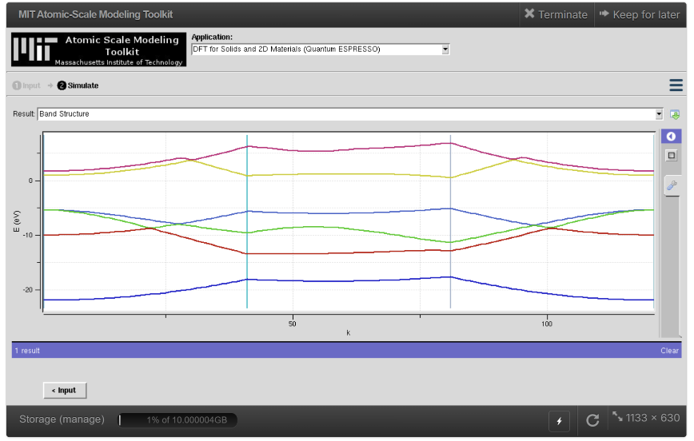 MIT Atomic-Scale Modeling Toolkit
Terminate
Keep for later
Atomic Scale Modeling
Toolkit
Massachusetts Institute of Technology
Application:
DFT for Solids and 2D Materials (Quantum ESPRESSO)
1 Input
2 Simulate
Result: Band Structure
E (eV)
0
-10
-20
50
100
k
1 result
Clear
< Input
Storage (manage)
1% of 10.000004GB
1133 × 630